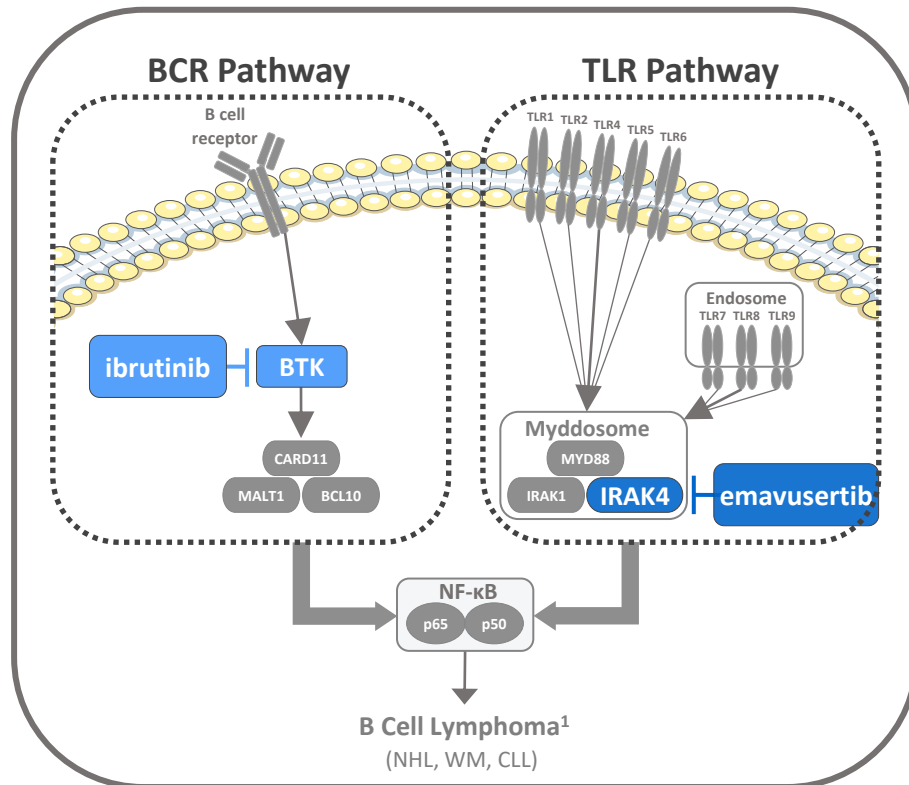 BCR Pathway
TLR Pathway
B cell
receptor
TLR1
TLR2
TLR4
TLR5
TLR6
Endosome
TLR7
TLR8
TLR9
ibrutinib
BTK
CARD11
MALT1
BCL10
Myddosome
MYD88
IRAK1
IRAK4
emavusertib
NF-κB
p65
p50
B Cell Lymphoma¹
(NHL, WM, CLL)